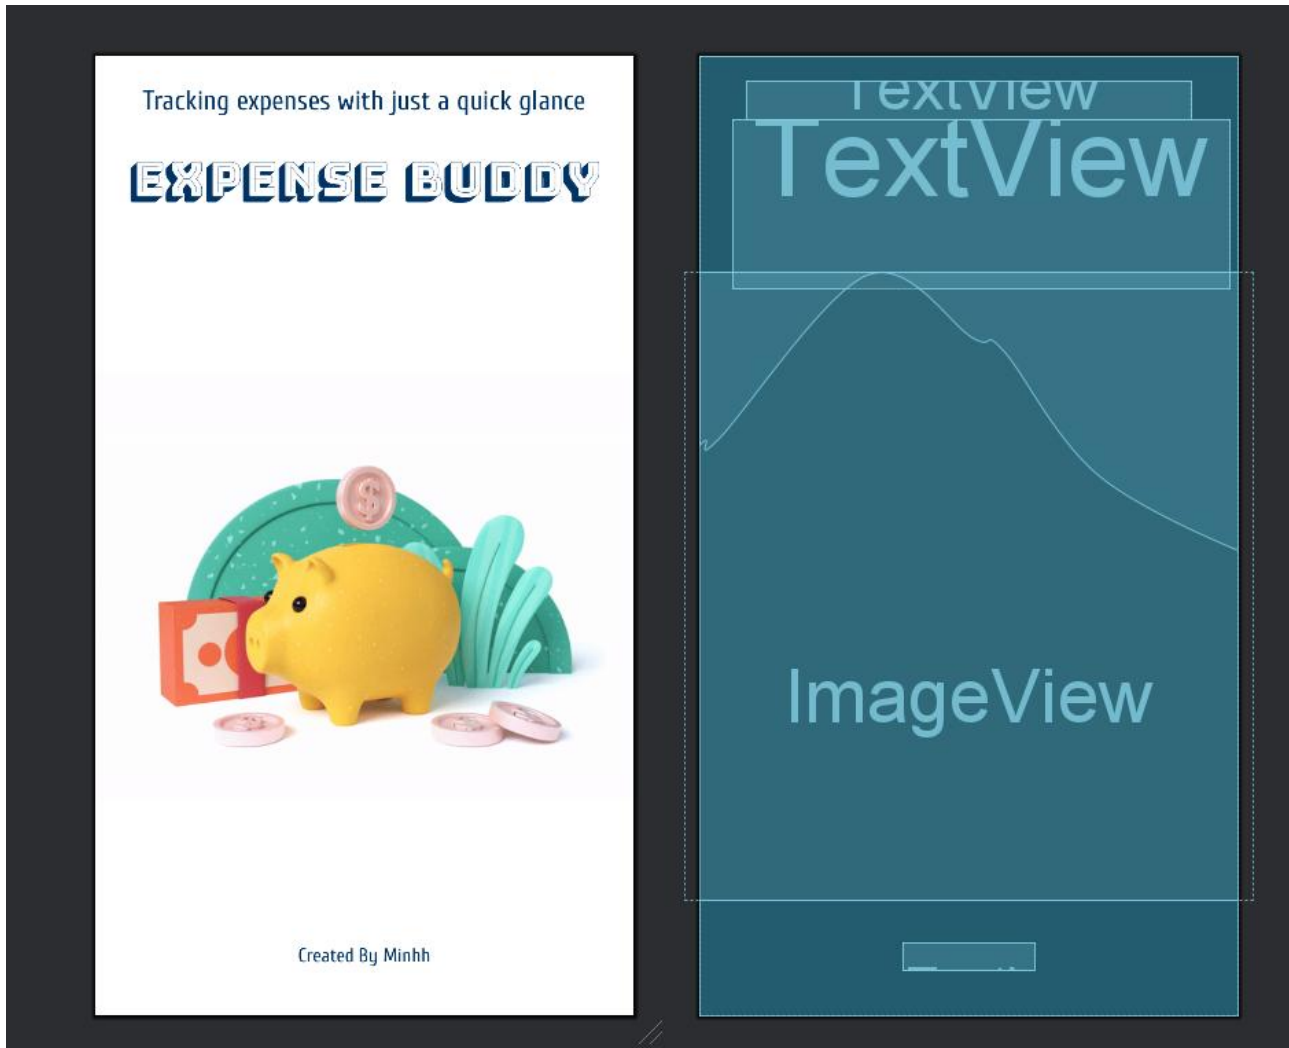 Tracking expenses with just a quick glance
EXPENSE BUDDY
$
Created By Minhh
TextView
TextView
ImageView